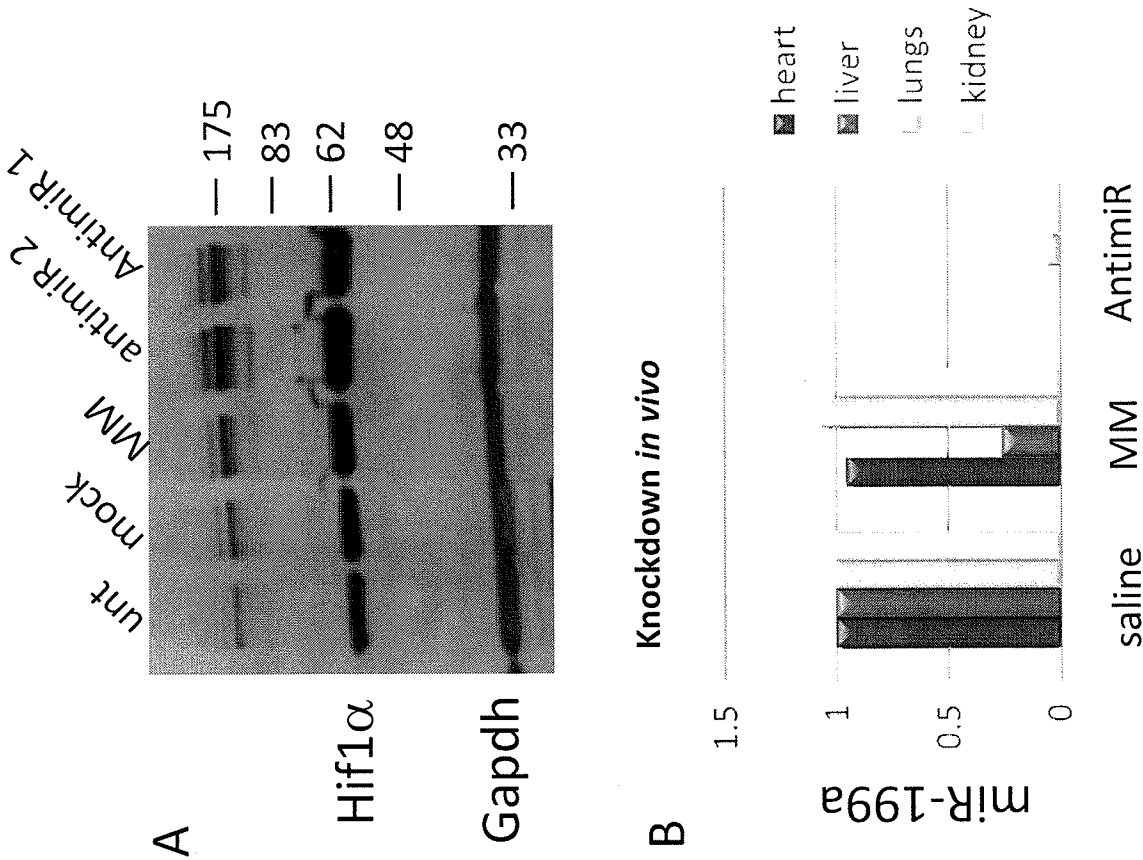 A
unt mock MM antimiR 2 AntimiR 1
175
83
Hif1α
62
48
Gapdh
33
B
Knockdown in vivo
1.5
1
0.5
0
miR-199a
saline MM AntimiR
heart
liver
lungs
kidney